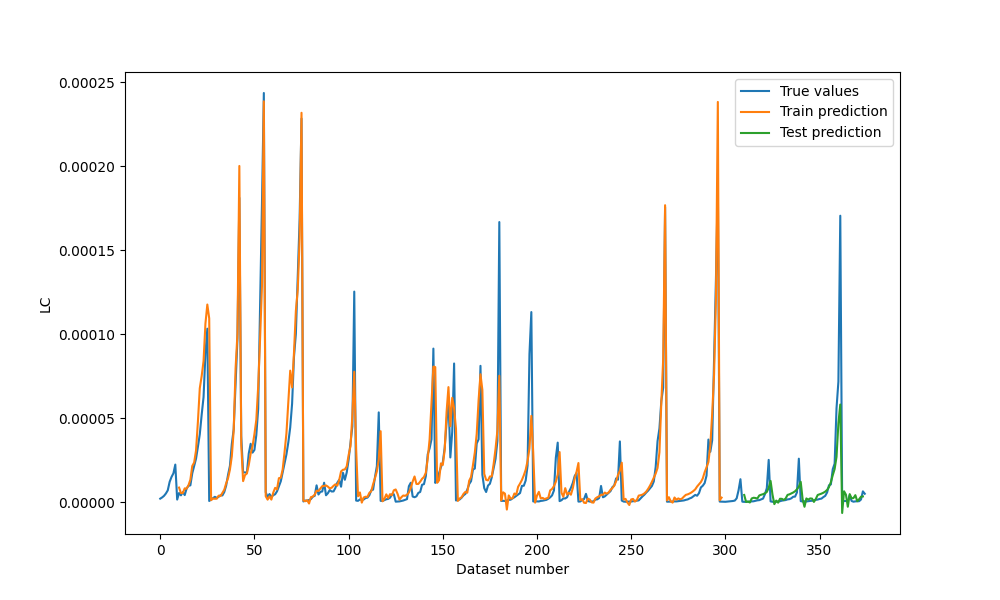 0.00025
0.00020
0.00015
0.00010
0.00005
0.00000
LC
0
50
100
150
200
250
300
350
Dataset number
True values
Train prediction
Test prediction